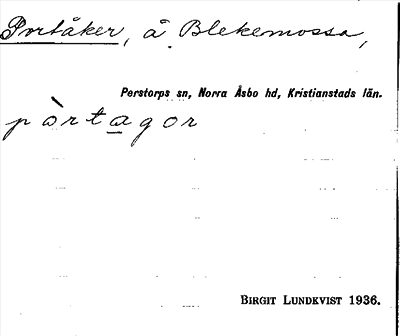 Portåker, å Blekemossa,
Perstorps sn, Norra Åsbo hd, Kristianstads län.
pòrtagor
BIRGIT LUNDKVIST 1936.